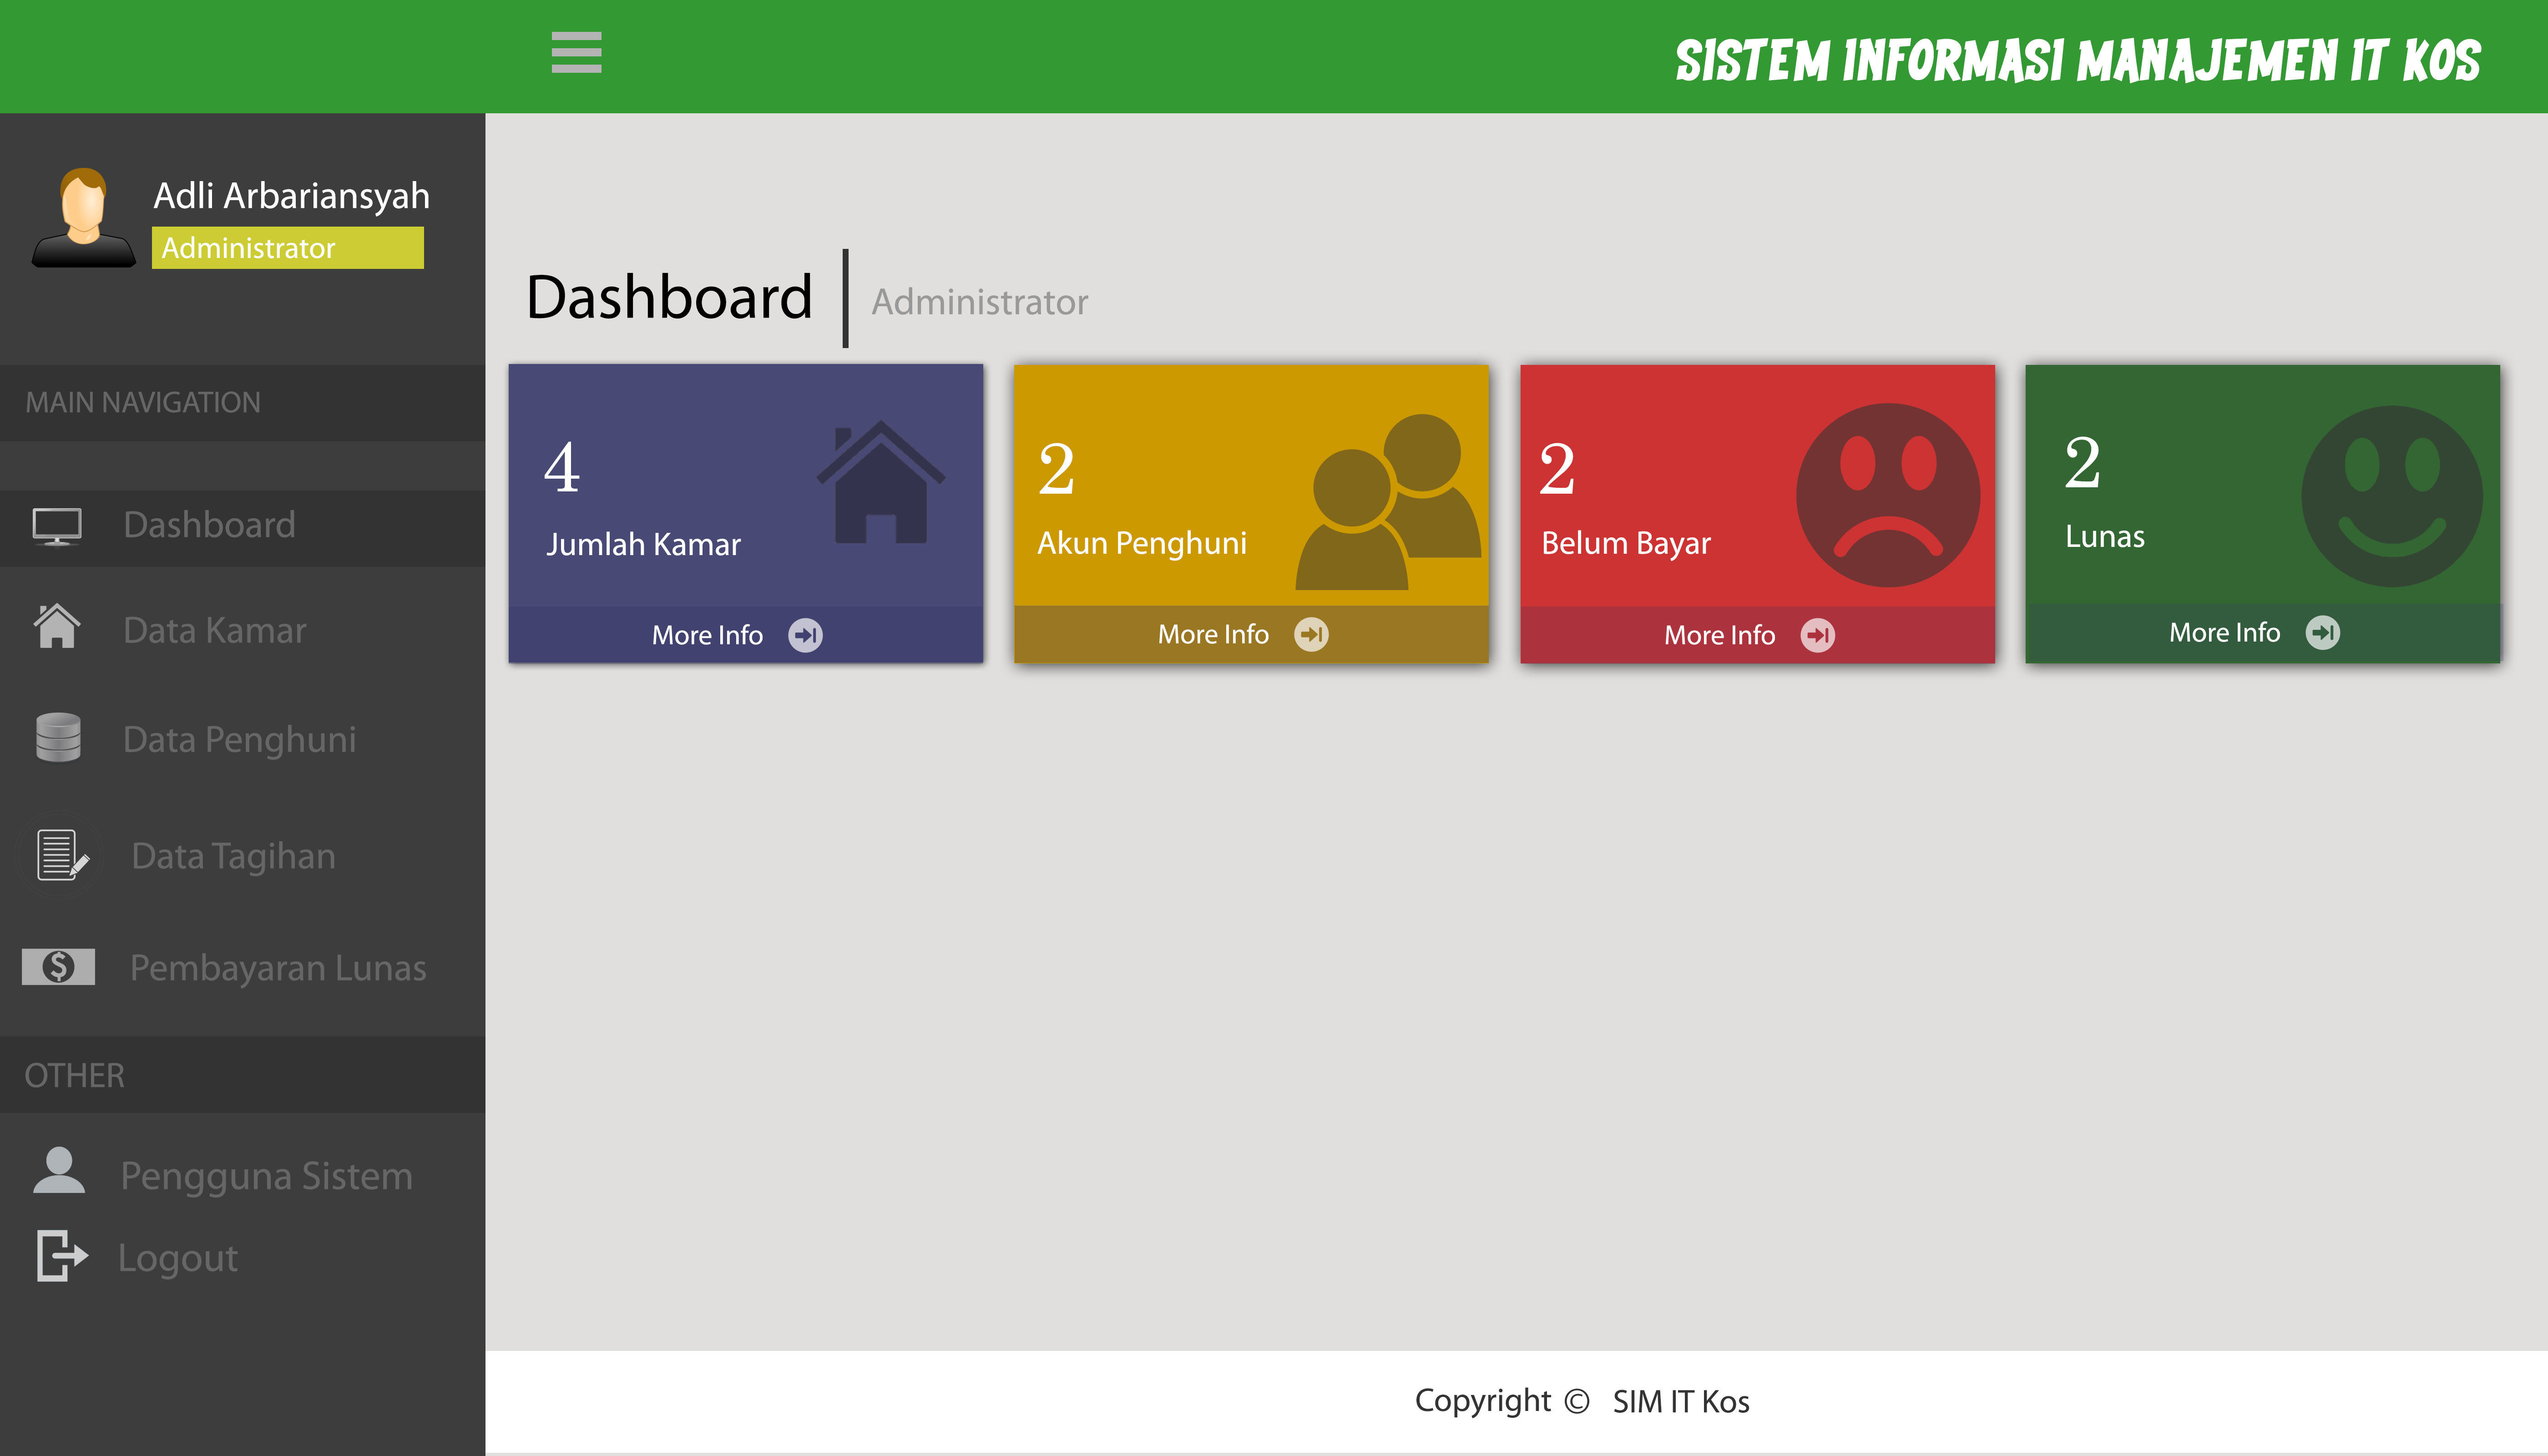 SISTEM INFORMASI MANAJEMEN IT KOS
Adli Arbariansyah
Administrator
MAIN NAVIGATION
Dashboard
Data Kamar
Data Penghuni
Data Tagihan
Pembayaran Lunas
OTHER
Pengguna Sistem
Logout
Dashboard
Administrator
4
Jumlah Kamar
More Info
2
Akun Penghuni
More Info
2
Belum Bayar
More Info
2
Lunas
More Info
Copyright © SIM IT Kos